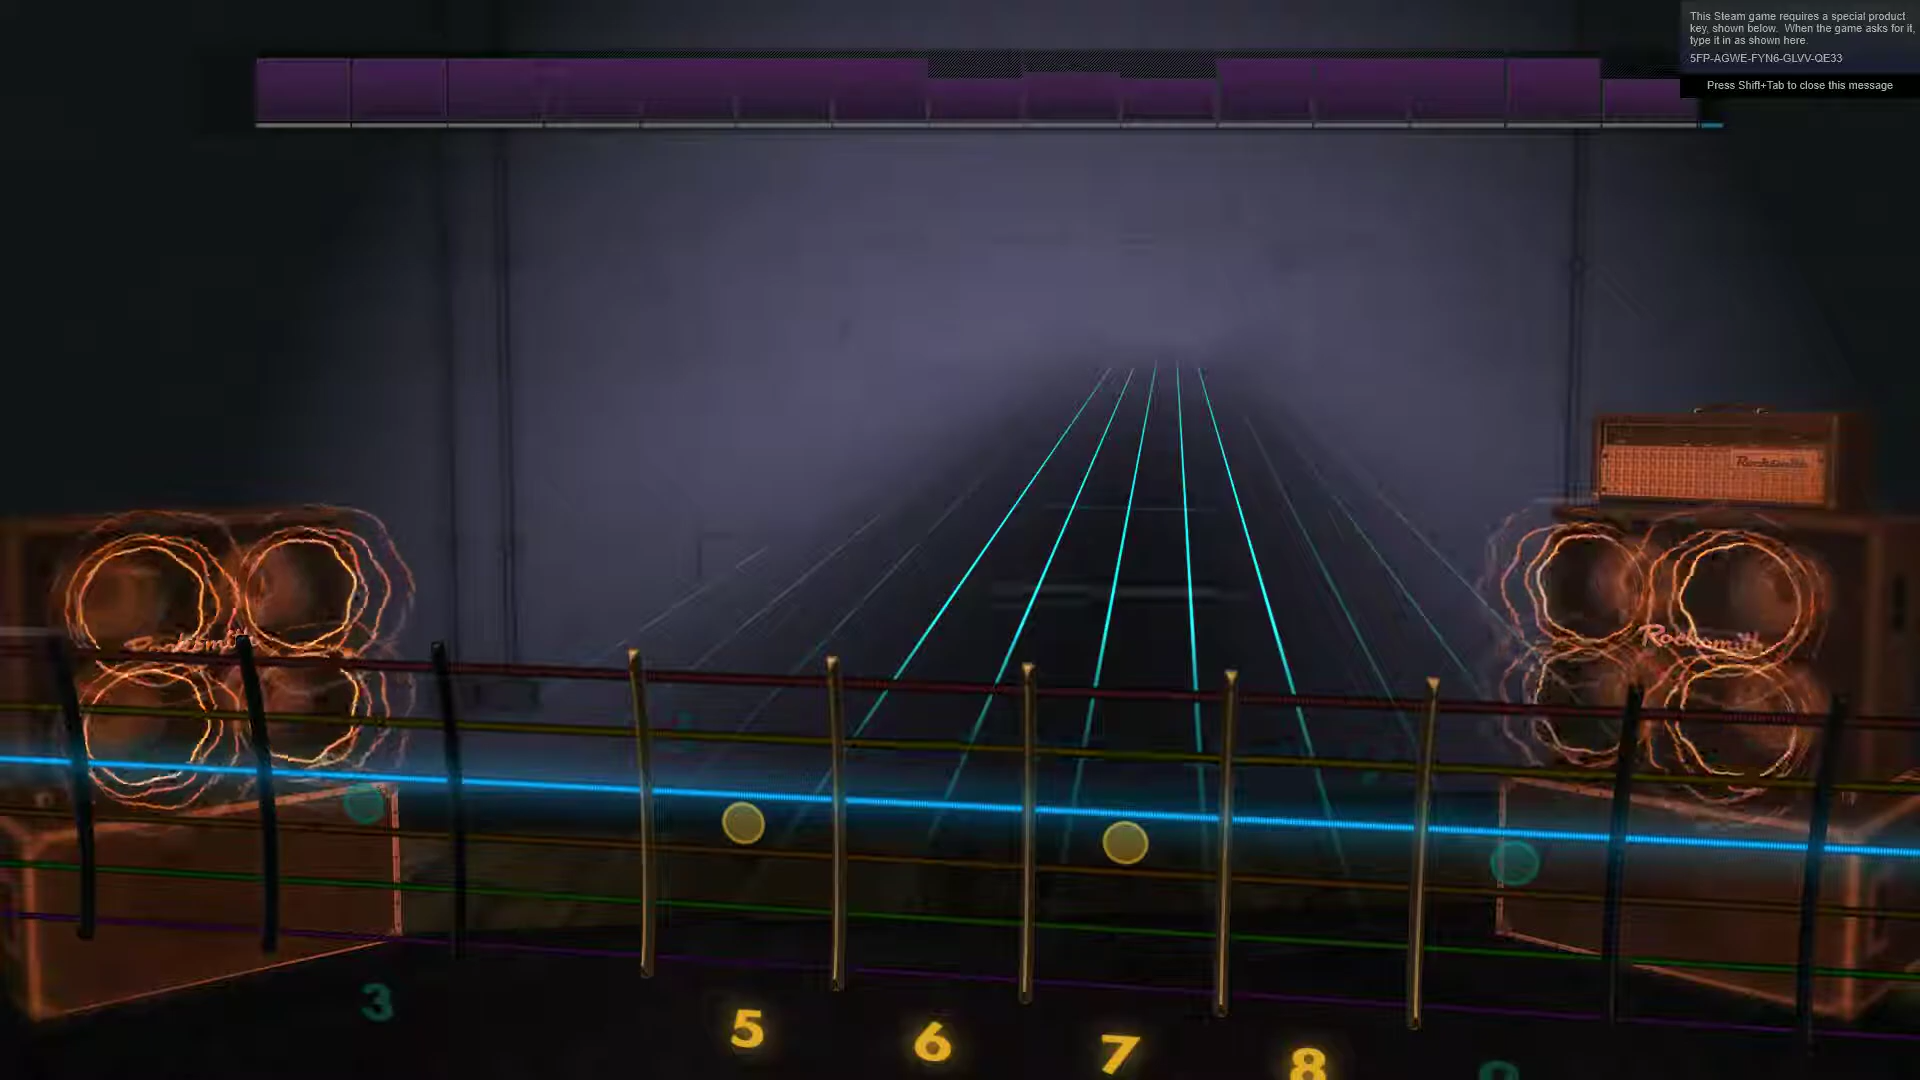 This Steam game requires a special product
key, shown below. When the game asks for it,
type it in as shown here.
5FP-AGWE-FYN6-GLVV-QE33
Press Shift+Tab to close this message
Rocksmith
Rocksmith
Rocksmith
3
5
6
7
8